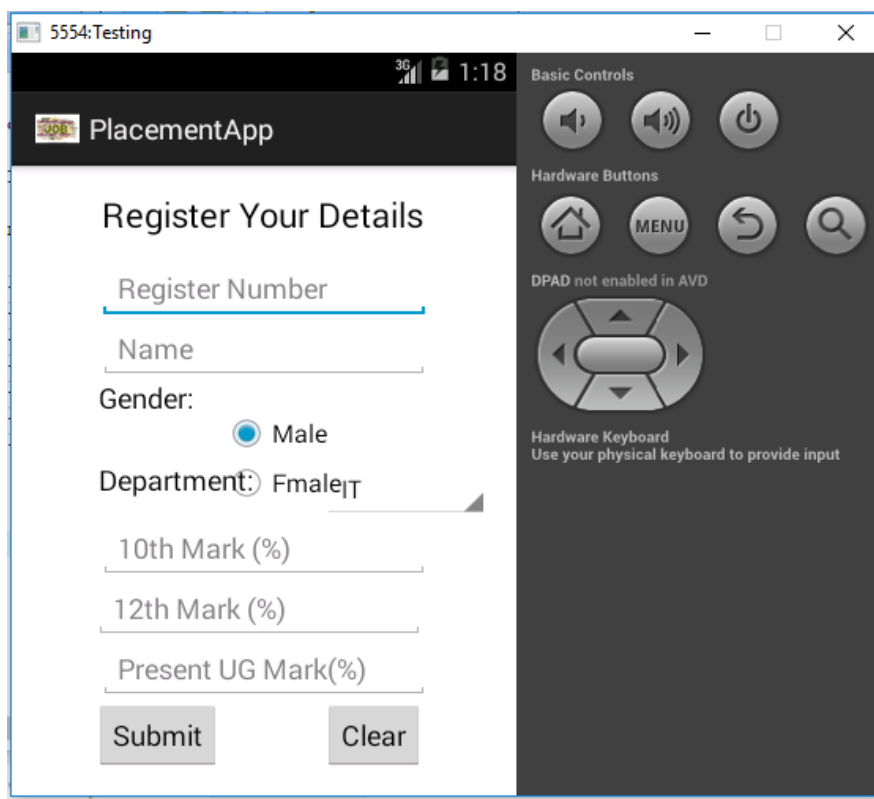 5554:Testing
3G 1:18
JOB PlacementApp
Register Your Details
Register Number
Name
Gender:
Male
Department: Fmale IT
10th Mark (%)
12th Mark (%)
Present UG Mark(%)
Submit Clear
Basic Controls
Hardware Buttons
MENU
DPAD not enabled in AVD
Hardware Keyboard
Use your physical keyboard to provide input